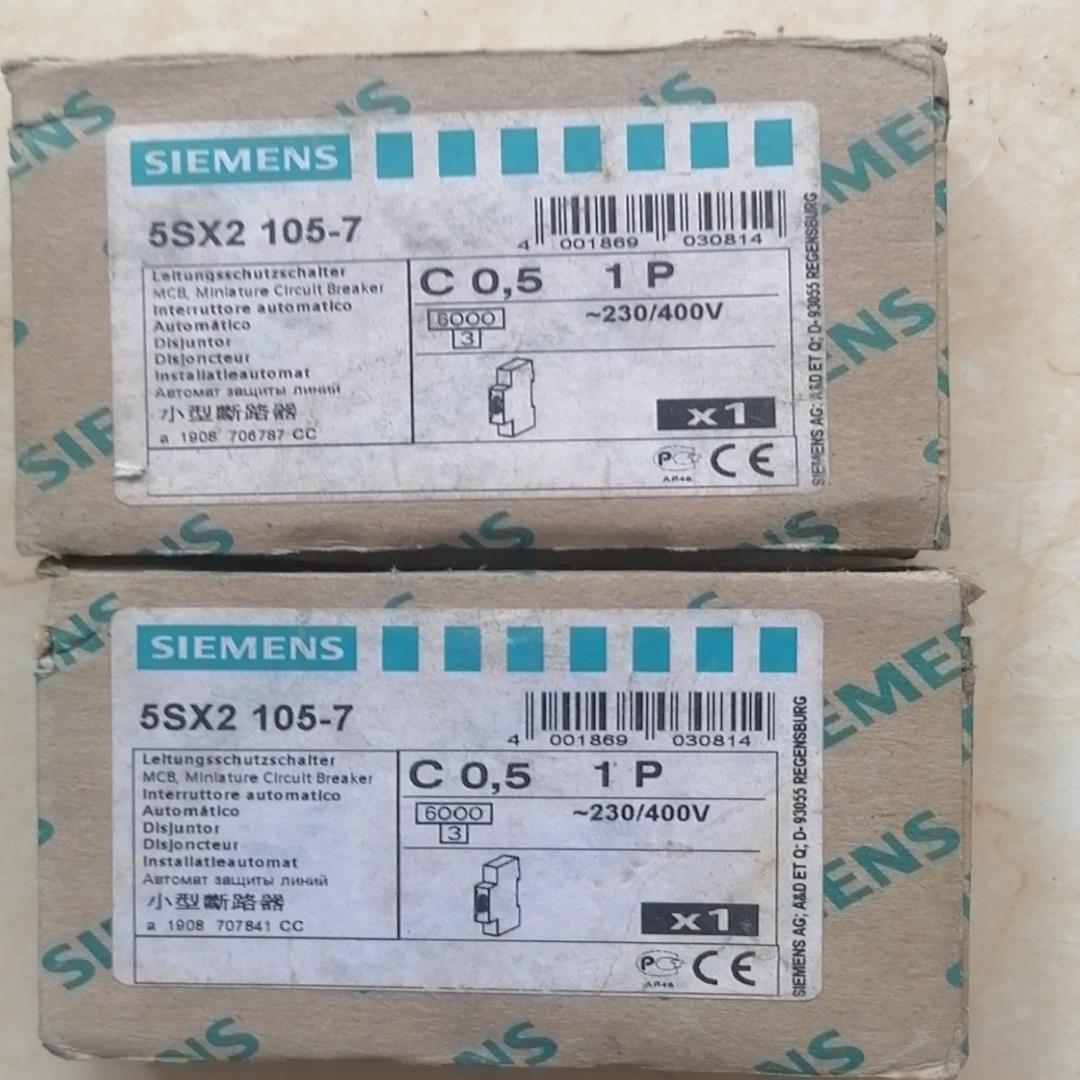 SIEMENS
5SX2 105-7
4 001869 030814
Leitungsschutzschalter
MCB, Miniature Circuit Breaker
Interruttore automatico
Automático
Disjuntor
Disjoncteur
Installatieautomat
Автомат защиты линий
小型斷路器
a 1908 706787 CC
C 0,5 1 P
6000
3
~230/400V
x1
PCT CE
AЯ46
SIEMENS AG; A&D ET Q; D-93055 REGENSBURG
SIEMENS
5SX2 105-7
4 001869 030814
Leitungsschutzschalter
MCB, Miniature Circuit Breaker
Interruttore automatico
Automático
Disjuntor
Disjoncteur
Installatieautomat
Автомат защиты линий
小型斷路器
a 1908 707841 CC
C 0,5 1 P
6000
3
~230/400V
x1
PCT CE
AЯ46
SIEMENS AG; A&D ET Q; D-93055 REGENSBURG